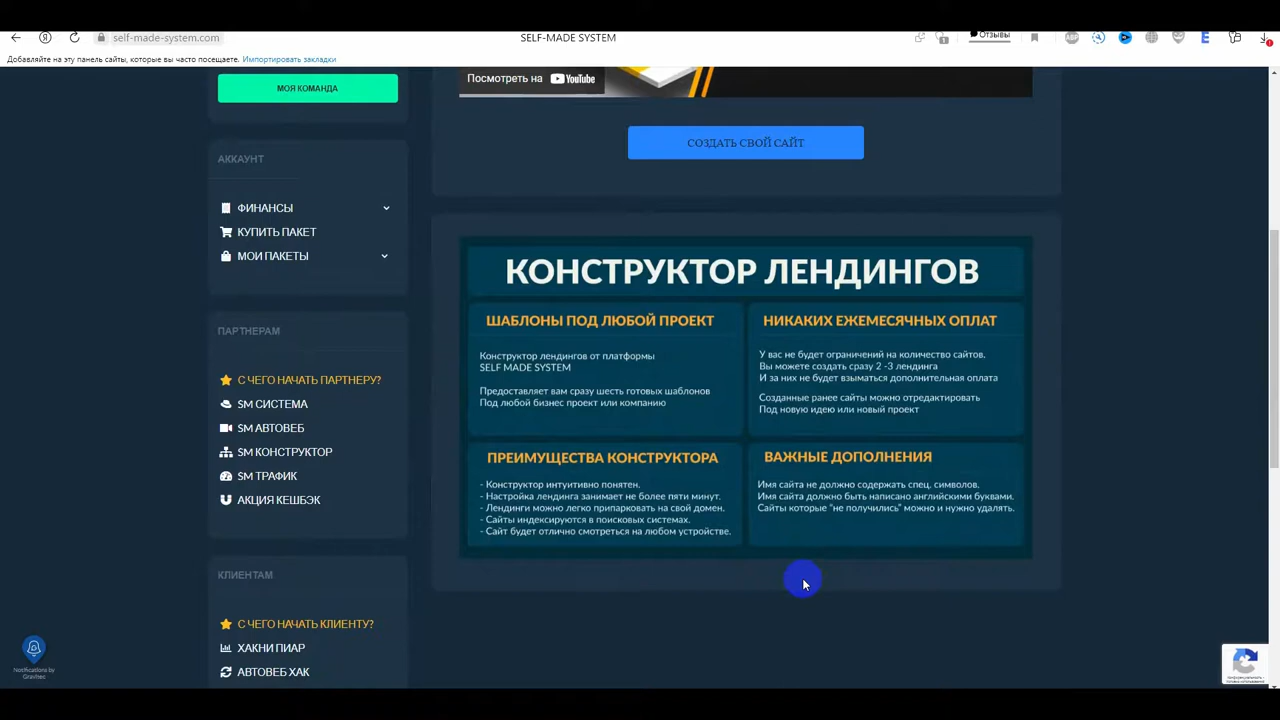 self-made-system.com
SELF-MADE SYSTEM
Отзывы
Добавляйте на эту панель сайты, которые вы часто посещаете. Импортировать закладки
МОЯ КОМАНДА
АККАУНТ
ФИНАНСЫ
КУПИТЬ ПАКЕТ
МОИ ПАКЕТЫ
ПАРТНЕРАМ
С ЧЕГО НАЧАТЬ ПАРТНЕРУ?
SM СИСТЕМА
SM АВТОВЕБ
SM КОНСТРУКТОР
SM ТРАФИК
АКЦИЯ КЕШБЭК
КЛИЕНТАМ
С ЧЕГО НАЧАТЬ КЛИЕНТУ?
ХАКНИ ПИАР
АВТОВЕБ ХАК
Notifications by
Gravitec
Посмотреть на YouTube
СОЗДАТЬ СВОЙ САЙТ
КОНСТРУКТОР ЛЕНДИНГОВ
ШАБЛОНЫ ПОД ЛЮБОЙ ПРОЕКТ
Конструктор лендингов от платформы
SELF MADE SYSTEM
Предоставляет вам сразу шесть готовых шаблонов
Под любой бизнес проект или компанию
НИКАКИХ ЕЖЕМЕСЯЧНЫХ ОПЛАТ
У вас не будет ограничений на количество сайтов.
Вы можете создать сразу 2 -3 лендинга
И за них не будет взыматься дополнительная оплата
Созданные ранее сайты можно отредактировать
Под новую идею или новый проект
ПРЕИМУЩЕСТВА КОНСТРУКТОРА
- Конструктор интуитивно понятен.
- Настройка лендинга занимает не более пяти минут.
- Лендинги можно легко припарковать на свой домен.
- Сайты индексируются в поисковых системах.
- Сайт будет отлично смотреться на любом устройстве.
ВАЖНЫЕ ДОПОЛНЕНИЯ
Имя сайта не должно содержать спец. символов.
Имя сайта должно быть написано английскими буквами.
Сайты которые "не получились" можно и нужно удалять.